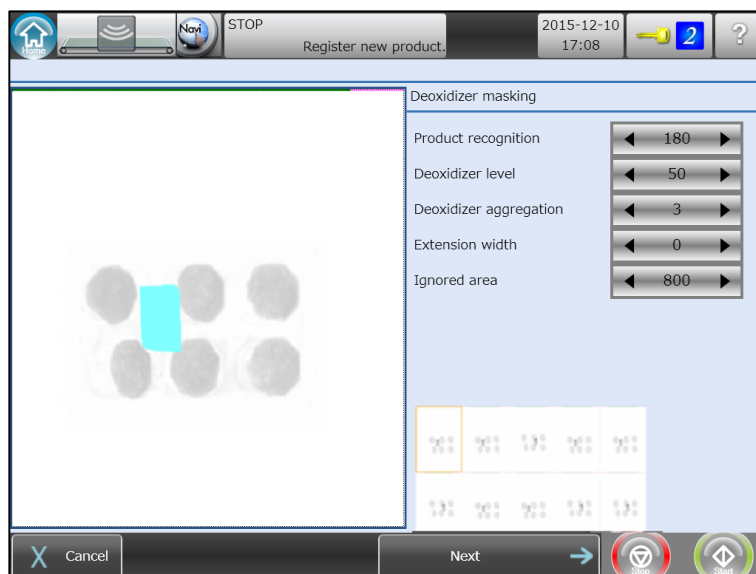 Home
Navi
STOP
Register new product.
2015-12-10
17:08
2
?
Deoxidizer masking
Product recognition
180
Deoxidizer level
50
Deoxidizer aggregation
3
Extension width
0
Ignored area
800
X Cancel
Next
Stop
Start